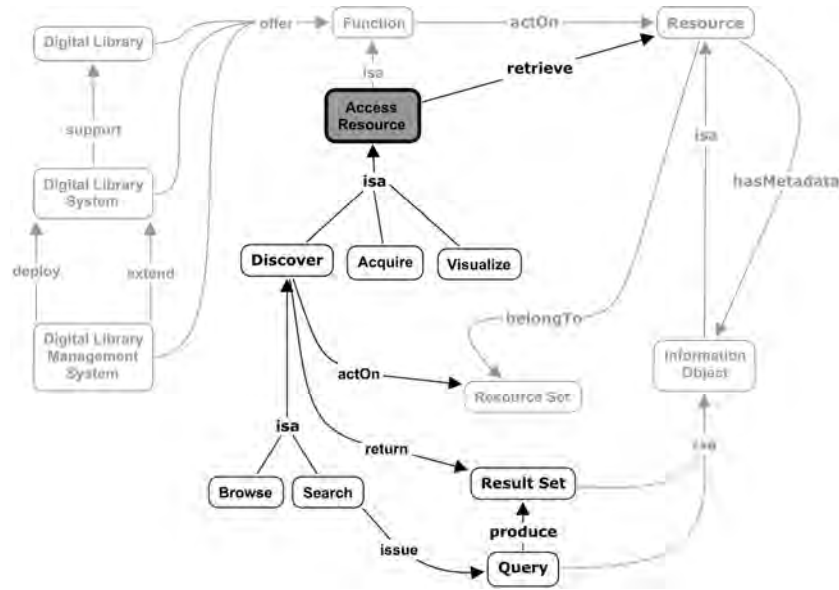 offer
Function
actOn
Resource
Digital Library
isa
retrieve
Access
Resource
support
isa
isa
hasMetadata
Digital Library
System
Discover
Acquire
Visualize
deploy
extend
belongTo
Digital Library
Management
System
Information
Object
actOn
Resource Set
isa
isa
return
Browse
Search
Result Set
produce
issue
Query